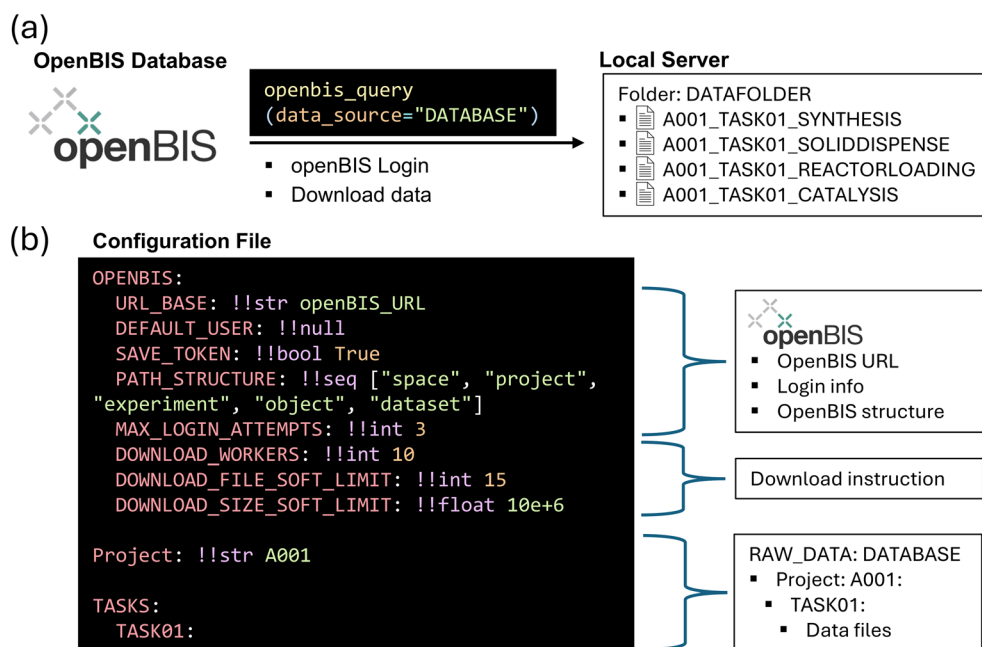 (a)
OpenBIS Database
openBIS
openbis_query
(data_source="DATABASE")
▪ openBIS Login
▪ Download data
Local Server
Folder: DATAFOLDER
▪ A001_TASK01_SYNTHESIS
▪ A001_TASK01_SOLIDDISPENSE
▪ A001_TASK01_REACTORLOADING
▪ A001_TASK01_CATALYSIS
(b)
Configuration File
OPENBIS:
URL_BASE: !!str openBIS_URL
DEFAULT_USER: !!null
SAVE_TOKEN: !!bool True
PATH_STRUCTURE: !!seq ["space", "project",
"experiment", "object", "dataset"]
MAX_LOGIN_ATTEMPTS: !!int 3
DOWNLOAD_WORKERS: !!int 10
DOWNLOAD_FILE_SOFT_LIMIT: !!int 15
DOWNLOAD_SIZE_SOFT_LIMIT: !!float 10e+6
Project: !!str A001
TASKS:
TASK01:
openBIS
▪ OpenBIS URL
▪ Login info
▪ OpenBIS structure
Download instruction
RAW_DATA: DATABASE
▪ Project: A001:
▪ TASK01:
▪ Data files